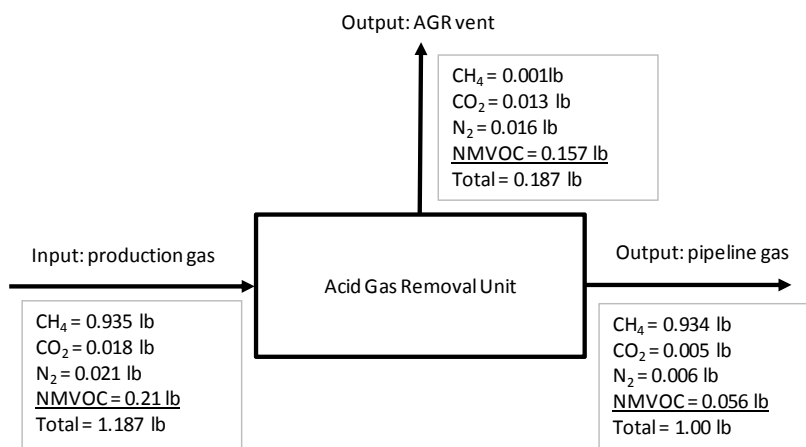 Output: AGR vent
CH₄ = 0.001lb
CO₂ = 0.013 lb
N₂ = 0.016 lb
NMVOC = 0.157 lb
Total = 0.187 lb
Input: production gas
Acid Gas Removal Unit
Output: pipeline gas
CH₄ = 0.935 lb
CO₂ = 0.018 lb
N₂ = 0.021 lb
NMVOC = 0.21 lb
Total = 1.187 lb
CH₄ = 0.934 lb
CO₂ = 0.005 lb
N₂ = 0.006 lb
NMVOC = 0.056 lb
Total = 1.00 lb